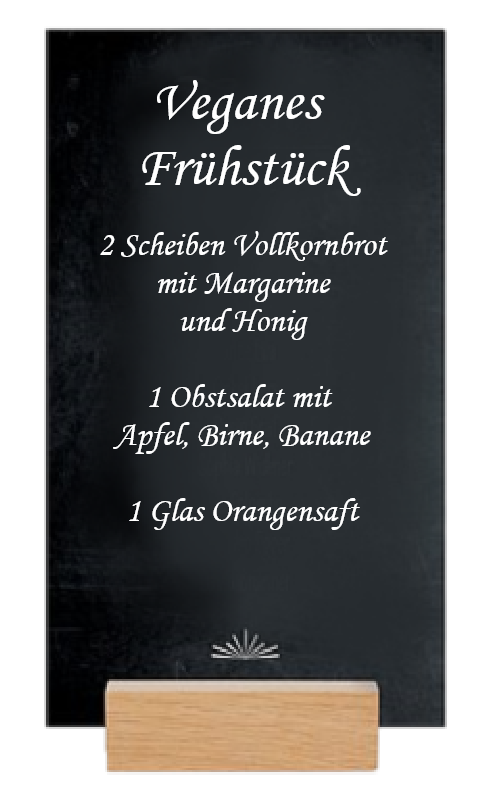 Veganes
Frühstück
2 Scheiben Vollkornbrot
mit Margarine
und Honig
1 Obstsalat mit
Apfel, Birne, Banane
1 Glas Orangensaft